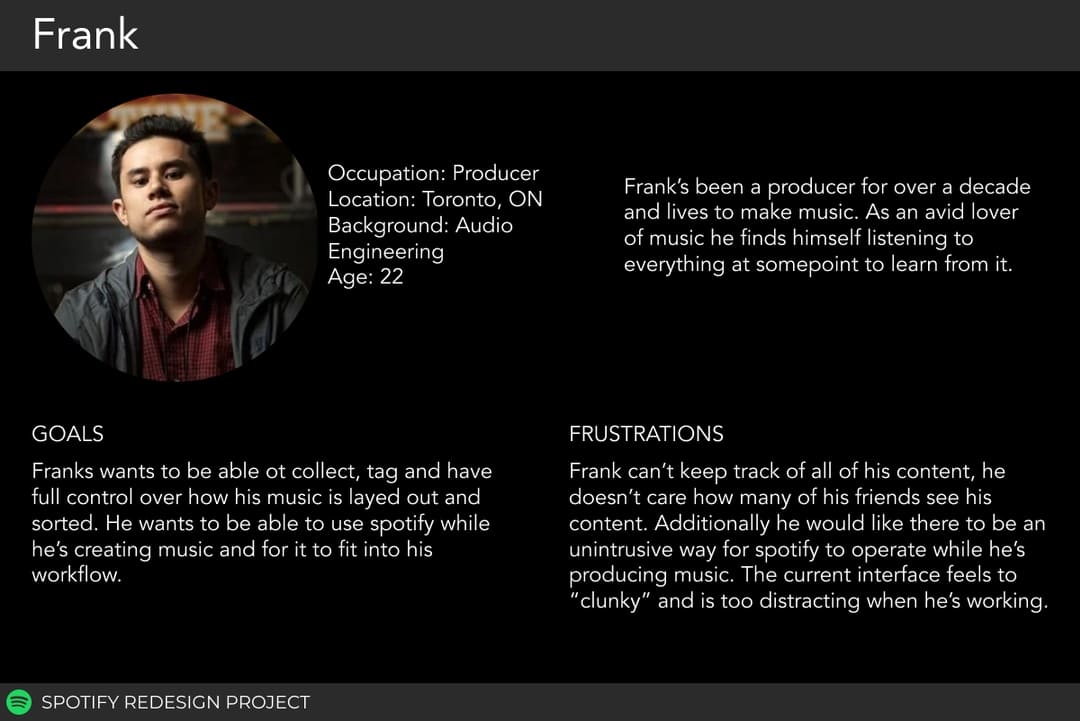 Frank
Occupation: Producer
Location: Toronto, ON
Background: Audio
Engineering
Age: 22
Frank’s been a producer for over a decade
and lives to make music. As an avid lover
of music he finds himself listening to
everything at somepoint to learn from it.
GOALS
Franks wants to be able ot collect, tag and have
full control over how his music is layed out and
sorted. He wants to be able to use spotify while
he’s creating music and for it to fit into his
workflow.
FRUSTRATIONS
Frank can’t keep track of all of his content, he
doesn’t care how many of his friends see his
content. Additionally he would like there to be an
unintrusive way for spotify to operate while he’s
producing music. The current interface feels to
“clunky” and is too distracting when he’s working.
SPOTIFY REDESIGN PROJECT